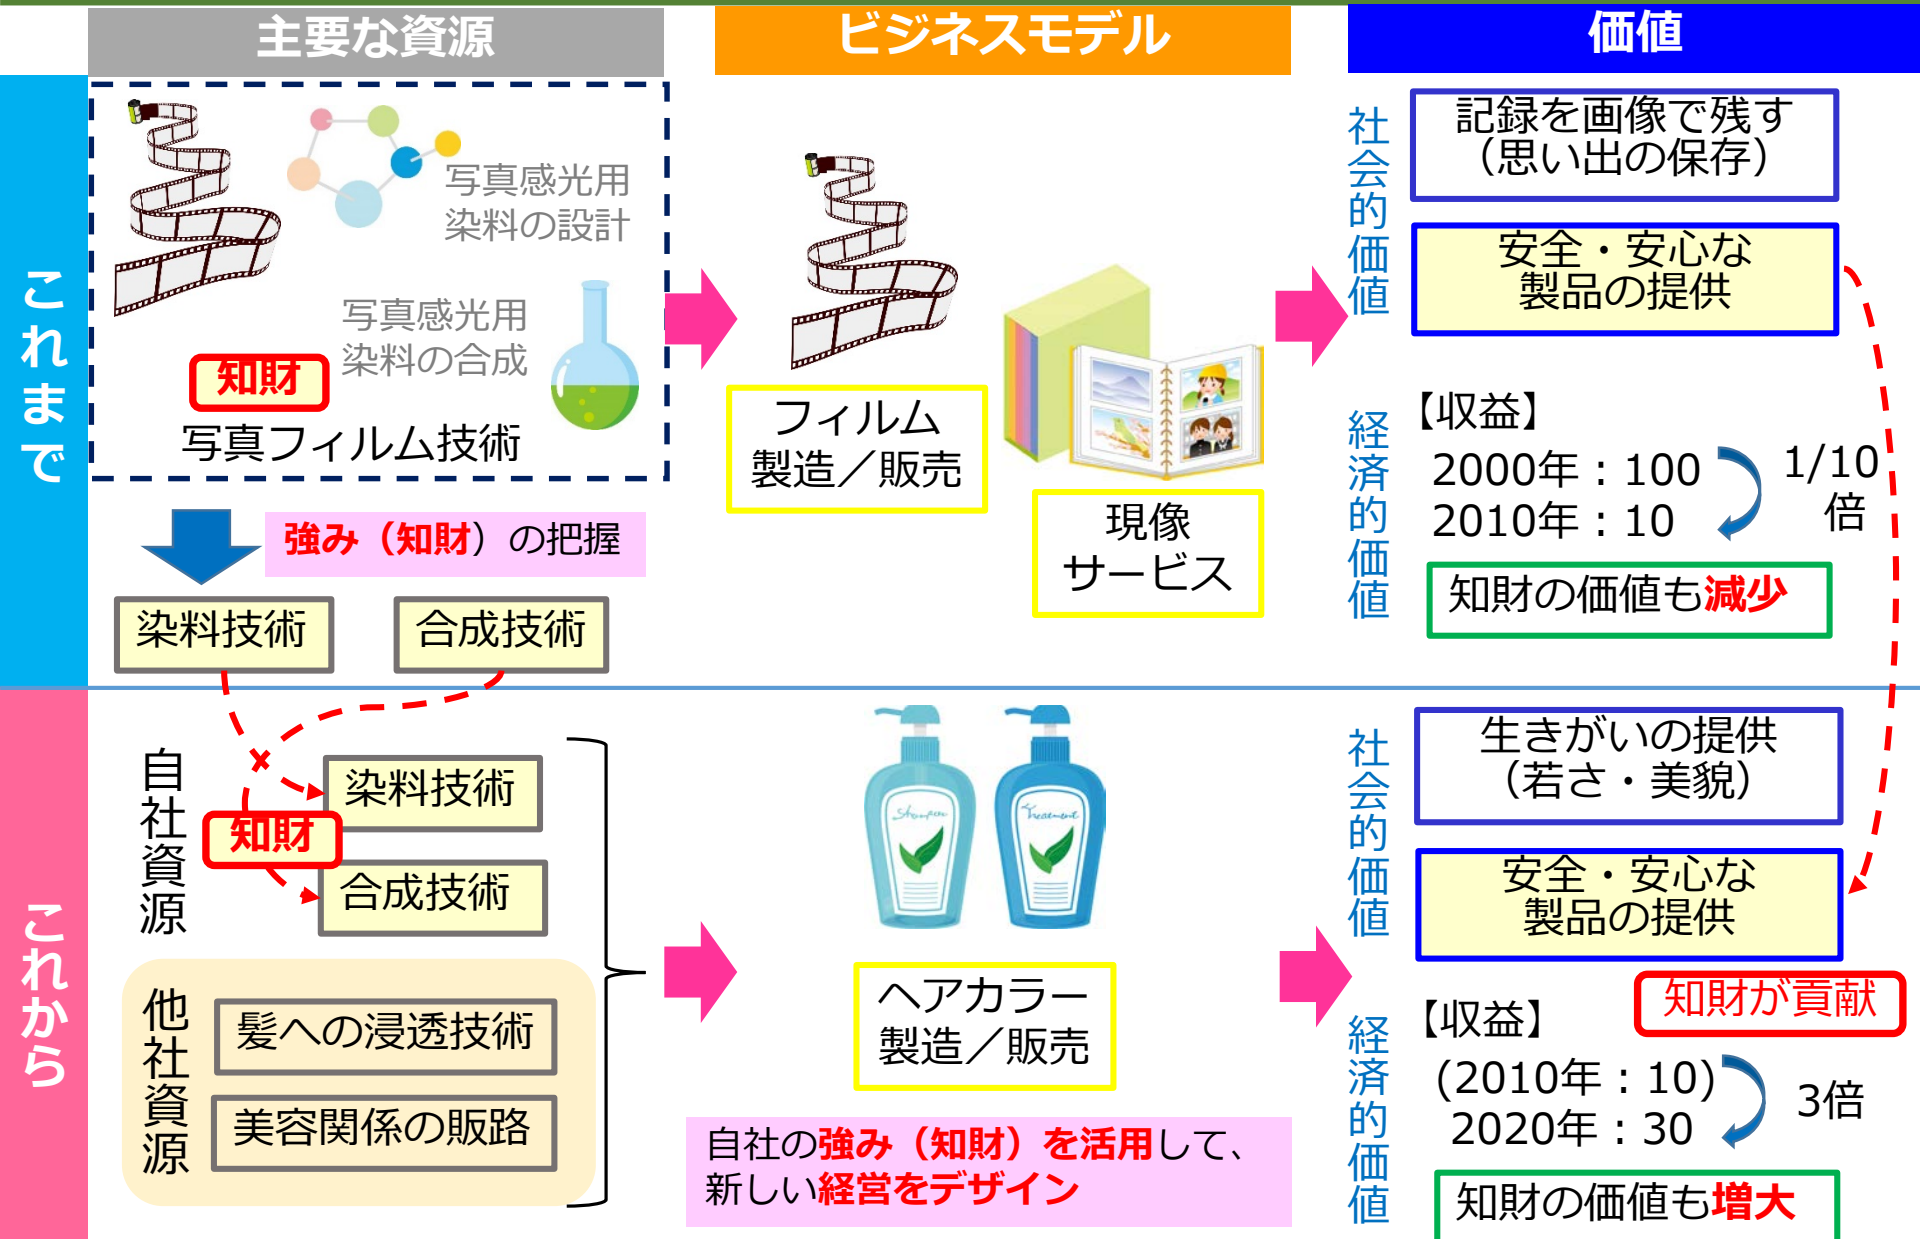 主要な資源
ビジネスモデル
価値
これまで
写真感光用
染料の設計
写真感光用
染料の合成
知財
写真フィルム技術
強み（知財）の把握
染料技術
合成技術
フィルム
製造／販売
現像
サービス
社会的価値
記録を画像で残す
（思い出の保存）
安全・安心な
製品の提供
経済的価値
【収益】
2000年：100
2010年：10
1/10
倍
知財の価値も減少
これから
自社資源
染料技術
知財
合成技術
他社資源
髪への浸透技術
美容関係の販路
Shampoo
Treatment
ヘアカラー
製造／販売
自社の強み（知財）を活用して、
新しい経営をデザイン
社会的価値
生きがいの提供
（若さ・美貌）
安全・安心な
製品の提供
知財が貢献
経済的価値
【収益】
(2010年：10)
2020年：30
3倍
知財の価値も増大